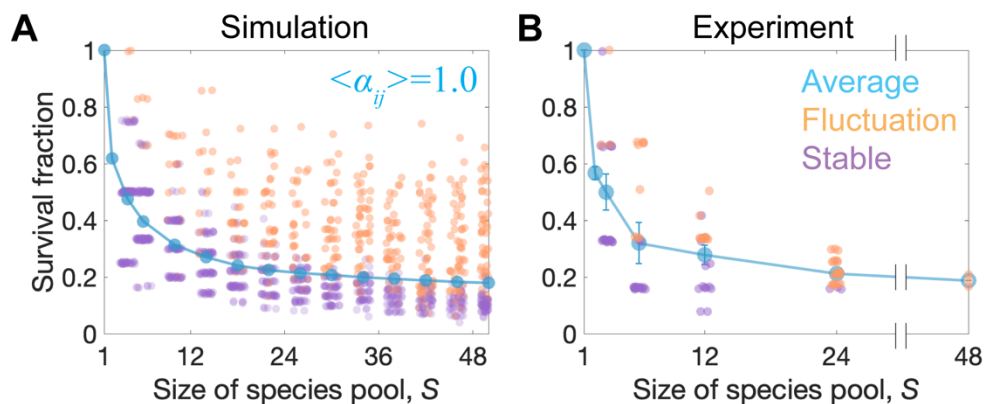 A
Simulation
<α_ij>=1.0
Survival fraction
1
0.8
0.6
0.4
0.2
0
1
12
24
36
48
Size of species pool, S
B
Experiment
Average
Fluctuation
Stable
1
0.8
0.6
0.4
0.2
0
1
12
24
48
Size of species pool, S